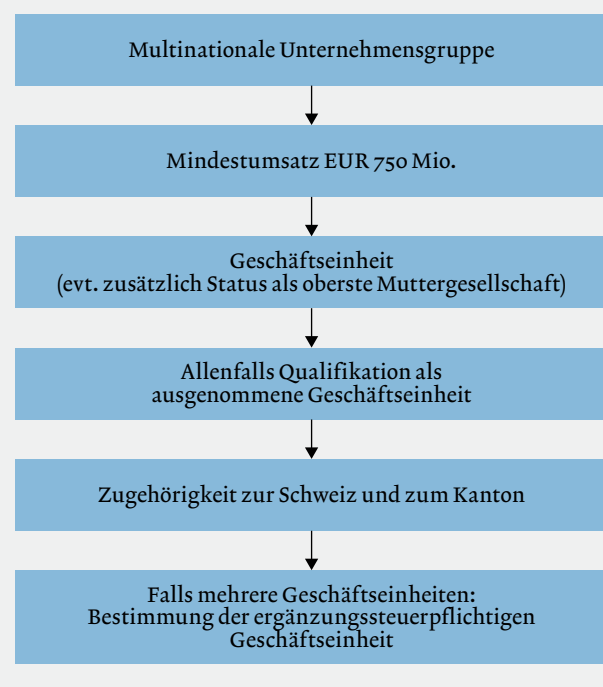 Multinationale Unternehmensgruppe
Mindestumsatz EUR 750 Mio.
Geschäftseinheit
(evt. zusätzlich Status als oberste Muttergesellschaft)
Allenfalls Qualifikation als
ausgenommene Geschäftseinheit
Zugehörigkeit zur Schweiz und zum Kanton
Falls mehrere Geschäftseinheiten:
Bestimmung der ergänzungssteuerpflichtigen
Geschäftseinheit